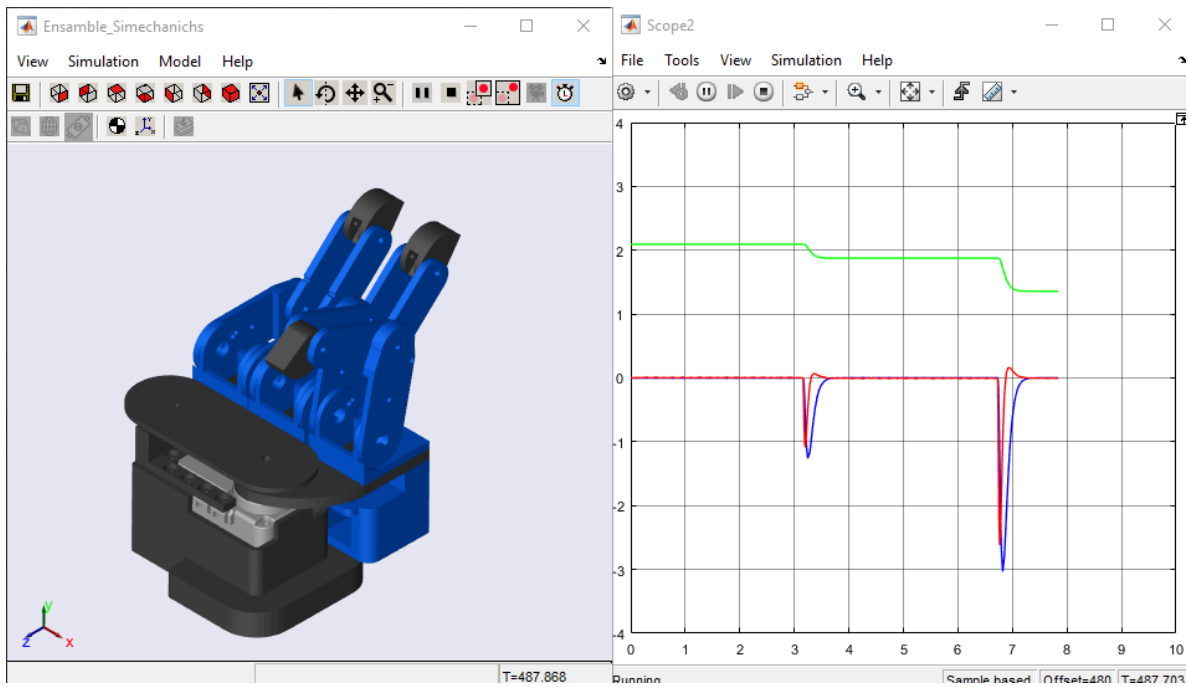 Ensamble_Simechanichs
View Simulation Model Help
y
z
x
T=487.868
Scope2
File Tools View Simulation Help
4
3
2
1
0
-1
-2
-3
-4
0 1 2 3 4 5 6 7 8 9 10
Running
Sample based Offset=480 T=487.703